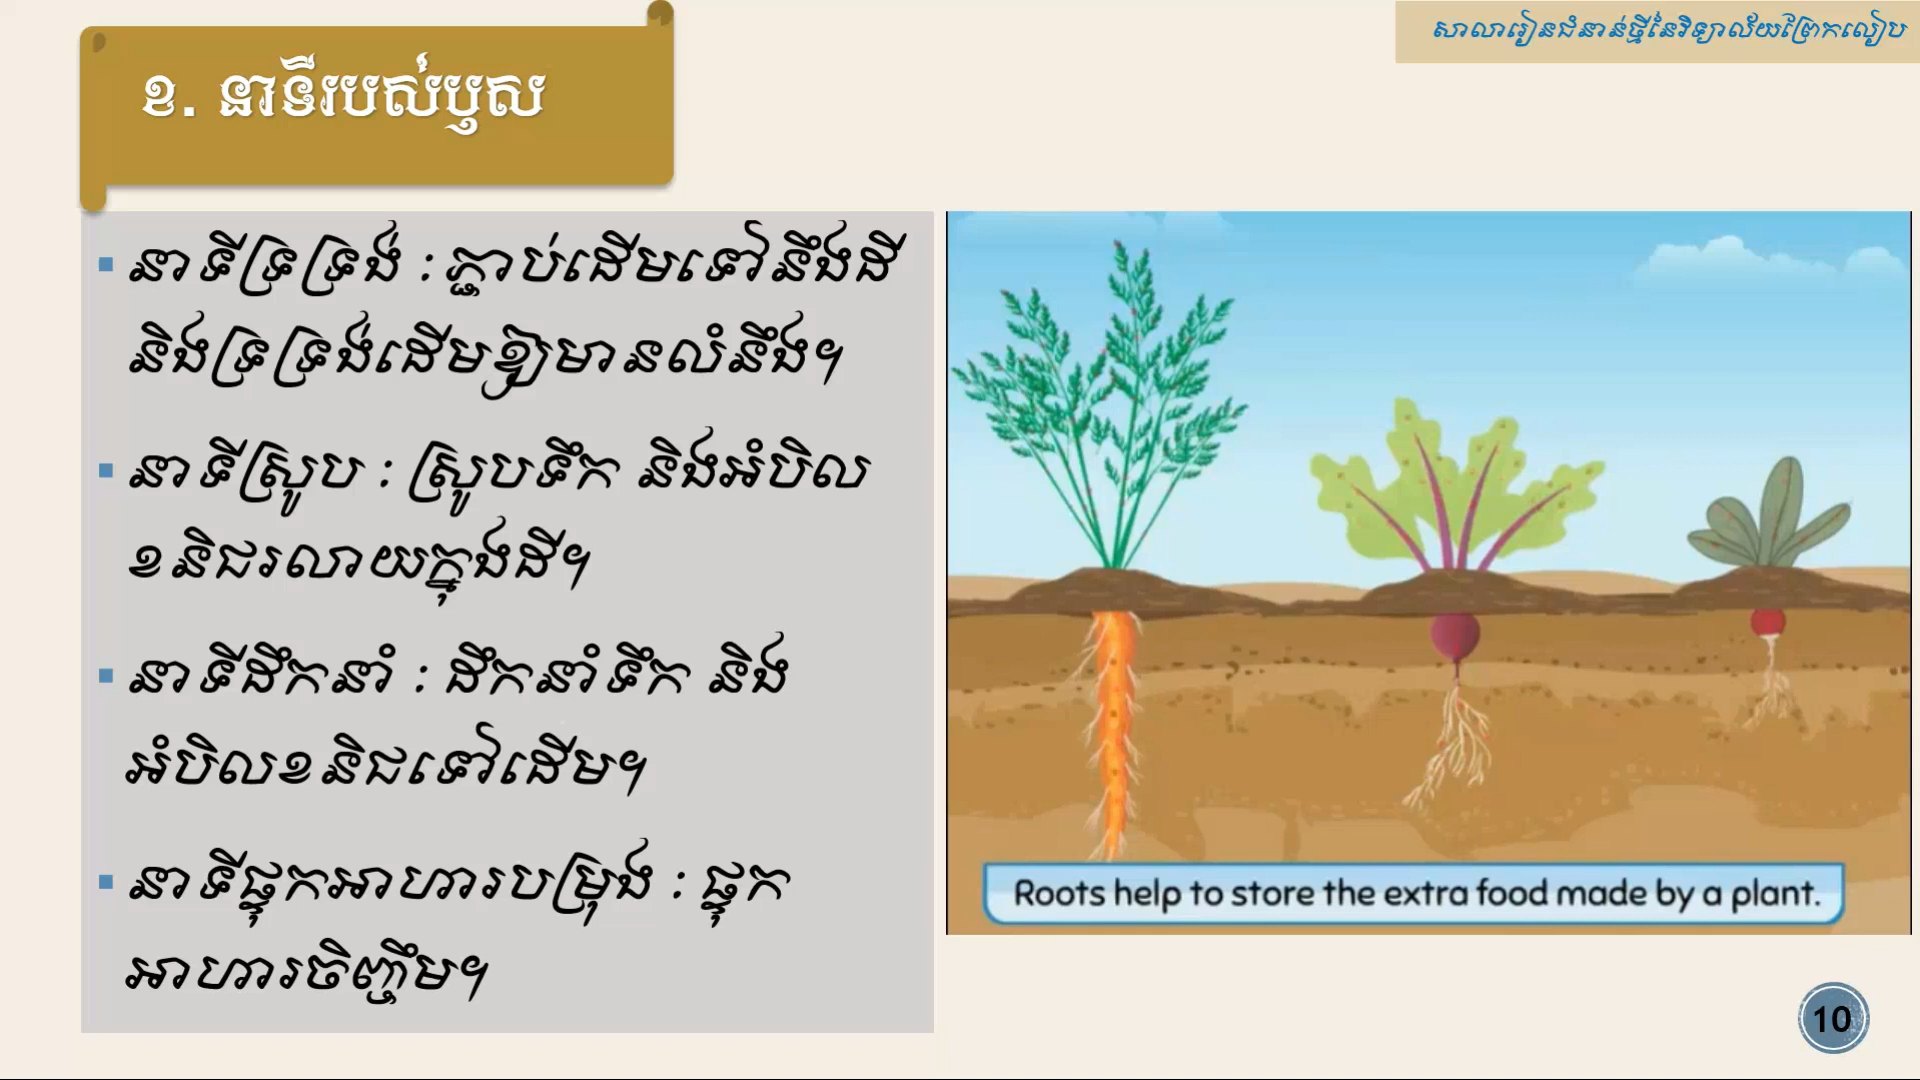 សាលារៀនជំនាន់ថ្មីនៃវិទ្យាល័យព្រែកលៀប
ខ. នាទីរបស់ឫស
នាទីទ្រទ្រង់ : ភ្ជាប់ដើមទៅនឹងដី
និងទ្រទ្រង់ដើមឱ្យមានលំនឹង។
នាទីស្រូប : ស្រូបទឹក និងអំបិល
ខនិជរលាយក្នុងដី។
នាទីដឹកនាំ : ដឹកនាំទឹក និង
អំបិលខនិជទៅដើម។
នាទីផ្ទុកអាហារបម្រុង : ផ្ទុក
អាហារចិញ្ចឹម។
Roots help to store the extra food made by a plant.
10